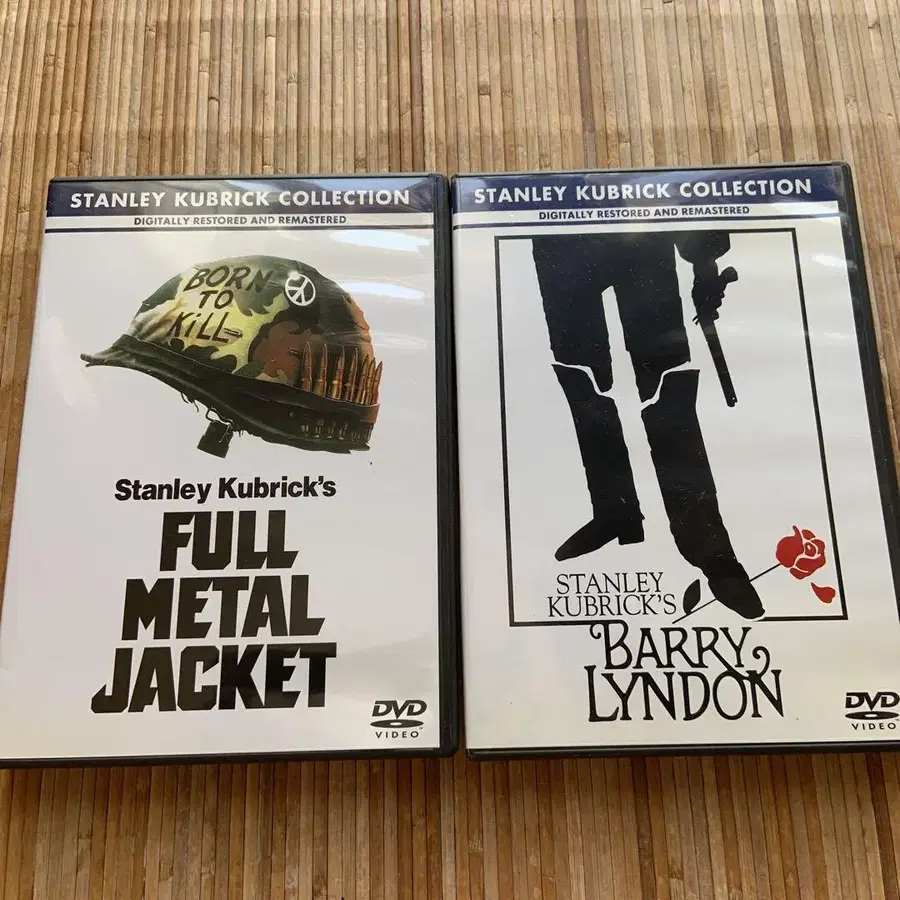 STANLEY KUBRICK COLLECTION
DIGITALLY RESTORED AND REMASTERED
BORN
TO
KiLL
Stanley Kubrick's
FULL
METAL
JACKET
DVD
VIDEO
STANLEY KUBRICK COLLECTION
DIGITALLY RESTORED AND REMASTERED
STANLEY
KUBRICK'S
BARRY
LYNDON
DVD
VIDEO